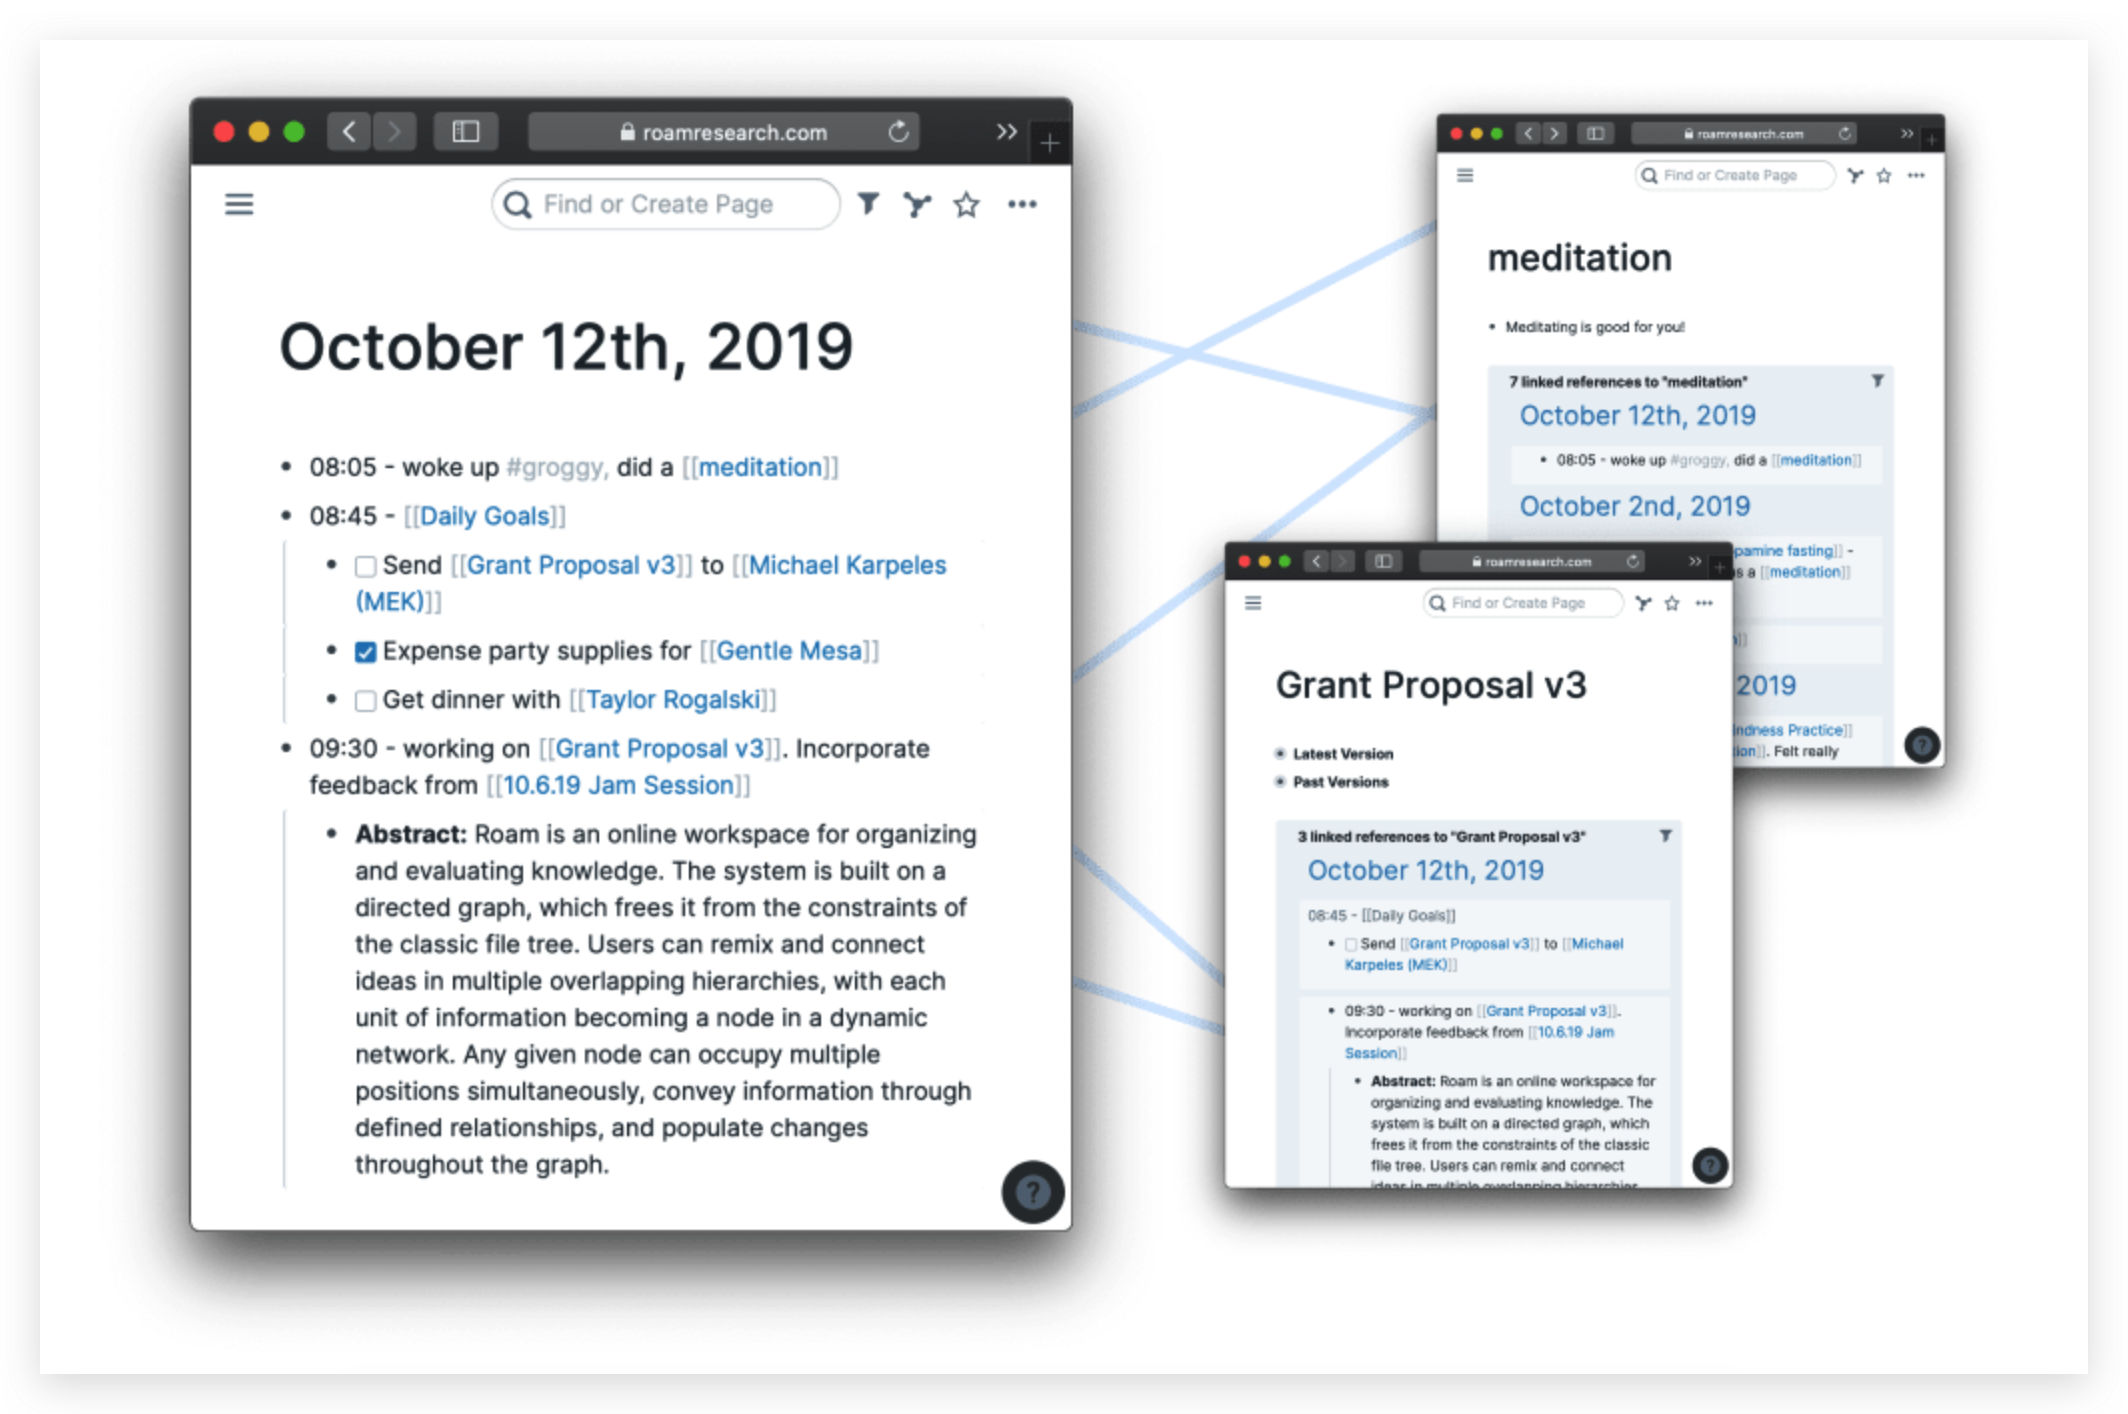 roamresearch.com
Find or Create Page
October 12th, 2019
• 08:05 - woke up #groggy, did a [[meditation]]
• 08:45 - [[Daily Goals]]
• Send [[Grant Proposal v3]] to [[Michael Karpeles
(MEK)]]
• Expense party supplies for [[Gentle Mesa]]
• Get dinner with [[Taylor Rogalski]]
• 09:30 - working on [[Grant Proposal v3]]. Incorporate
feedback from [[10.6.19 Jam Session]]
• Abstract: Roam is an online workspace for organizing
and evaluating knowledge. The system is built on a
directed graph, which frees it from the constraints of
the classic file tree. Users can remix and connect
ideas in multiple overlapping hierarchies, with each
unit of information becoming a node in a dynamic
network. Any given node can occupy multiple
positions simultaneously, convey information through
defined relationships, and populate changes
throughout the graph.
?
roamresearch.com
Find or Create Page
meditation
• Meditating is good for you!
7 linked references to "meditation"
October 12th, 2019
• 08:05 - woke up #groggy, did a [[meditation]]
October 2nd, 2019
fasting]] -
a [[meditation]]
]]
2019
Practice]]
]]. Felt really
?
roamresearch.com
Find or Create Page
Grant Proposal v3
• Latest Version
• Past Versions
3 linked references to "Grant Proposal v3"
October 12th, 2019
08:45 - [[Daily Goals]]
• Send [[Grant Proposal v3]] to [[Michael
Karpeles (MEK)]]
• 09:30 - working on [[Grant Proposal v3]].
Incorporate feedback from [[10.6.19 Jam
Session]]
• Abstract: Roam is an online workspace for
organizing and evaluating knowledge. The
system is built on a directed graph, which
frees it from the constraints of the classic
file tree. Users can remix and connect
ideas in multiple overlapping hierarchies
?